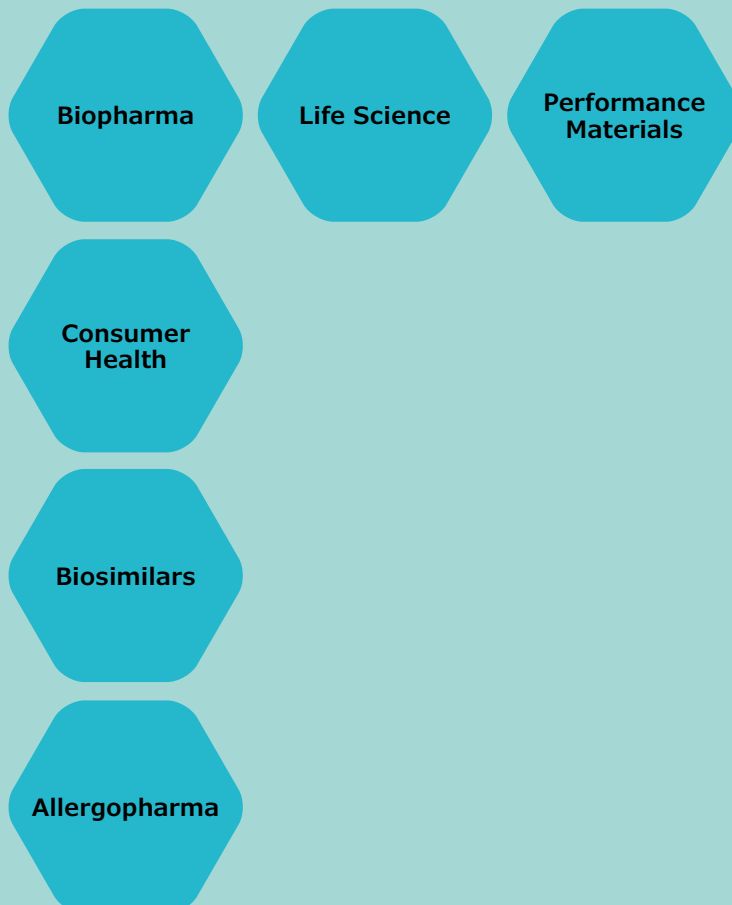 Biopharma
Life Science
Performance
Materials
Consumer
Health
Biosimilars
Allergopharma